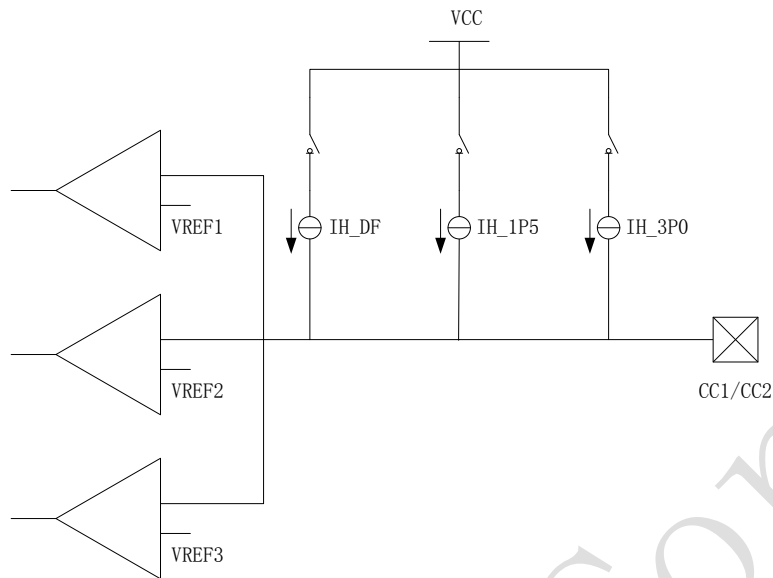 VCC
VREF1
IH_DF
IH_1P5
IH_3P0
VREF2
CC1/CC2
VREF3